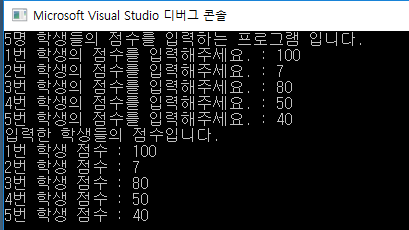 Microsoft Visual Studio 디버그 콘솔
5명 학생들의 점수를 입력하는 프로그램 입니다.
1번 학생의 점수를 입력해주세요. : 100
2번 학생의 점수를 입력해주세요. : 7
3번 학생의 점수를 입력해주세요. : 80
4번 학생의 점수를 입력해주세요. : 50
5번 학생의 점수를 입력해주세요. : 40
입력한 학생들의 점수입니다.
1번 학생 점수 : 100
2번 학생 점수 : 7
3번 학생 점수 : 80
4번 학생 점수 : 50
5번 학생 점수 : 40